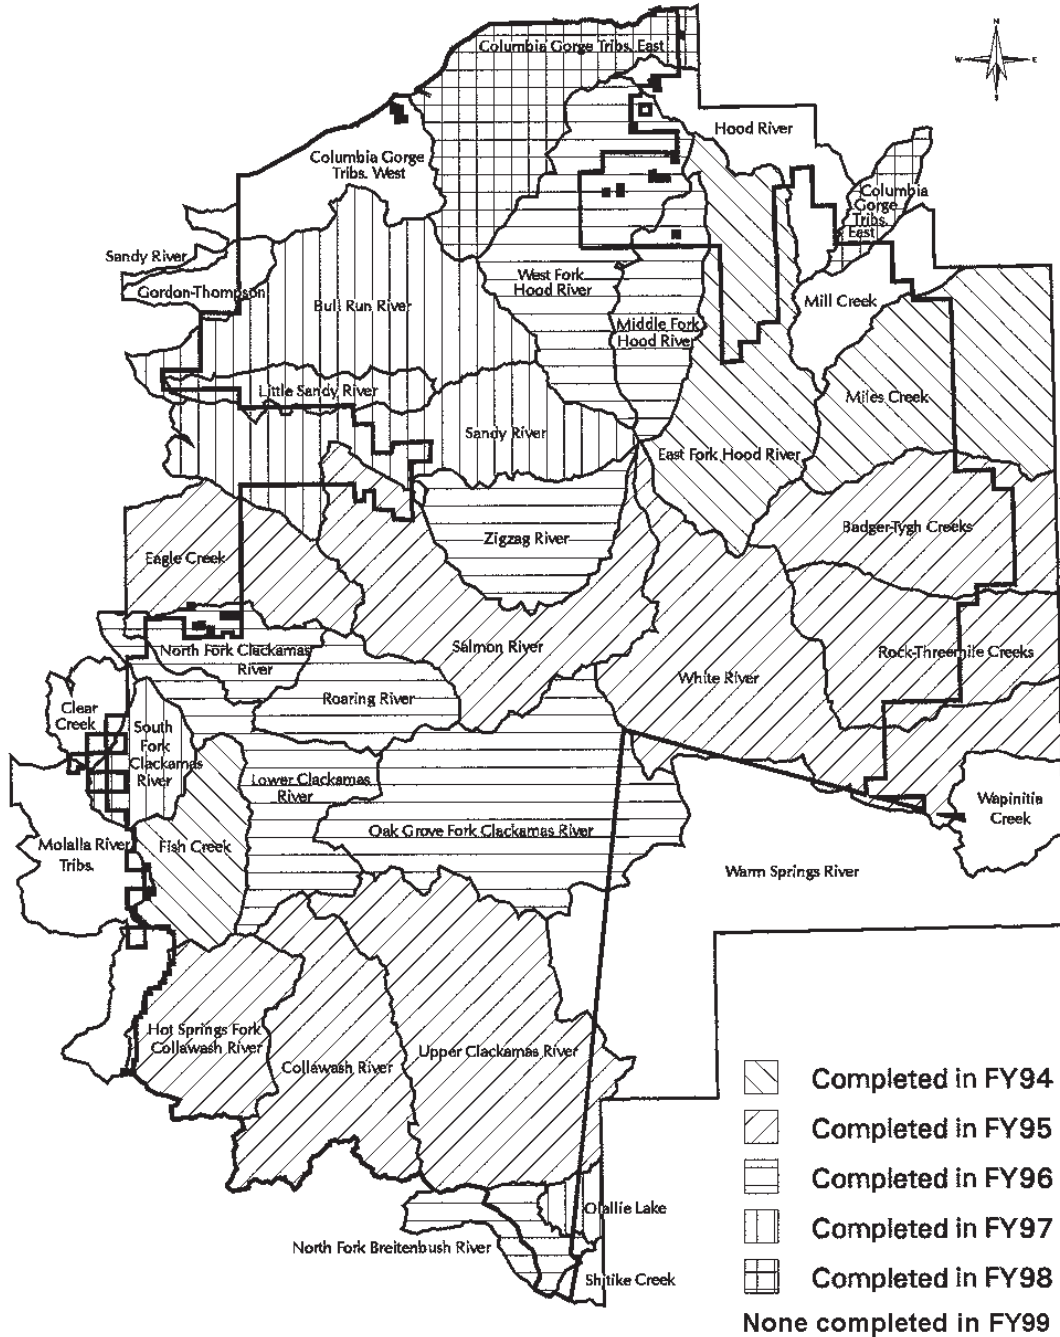 Columbia Gorge Tribs. East
N
W
E
S
Hood River
Columbia Gorge
Tribs. West
Columbia
Gorge
Tribs.
East
Sandy River
Gordon-Thompson
West Fork
Hood River
Bull Run River
Mill Creek
Middle Fork
Hood River
Little Sandy River
Miles Creek
Sandy River
East Fork Hood River
Badger-Tygh Creeks
Zigzag River
Eagle Creek
Salmon River
North Fork Clackamas
River
Rock-Threemile Creeks
White River
Roaring River
Clear
Creek
South
Fork
Clackamas
River
Lower Clackamas
River
Wapinitia
Creek
Oak Grove Fork Clackamas River
Molalla River
Tribs.
Fish Creek
Warm Springs River
Hot Springs Fork
Collawash River
Upper Clackamas River
Collawash River
Olallie Lake
North Fork Breitenbush River
Shitike Creek
Completed in FY94
Completed in FY95
Completed in FY96
Completed in FY97
Completed in FY98
None completed in FY99